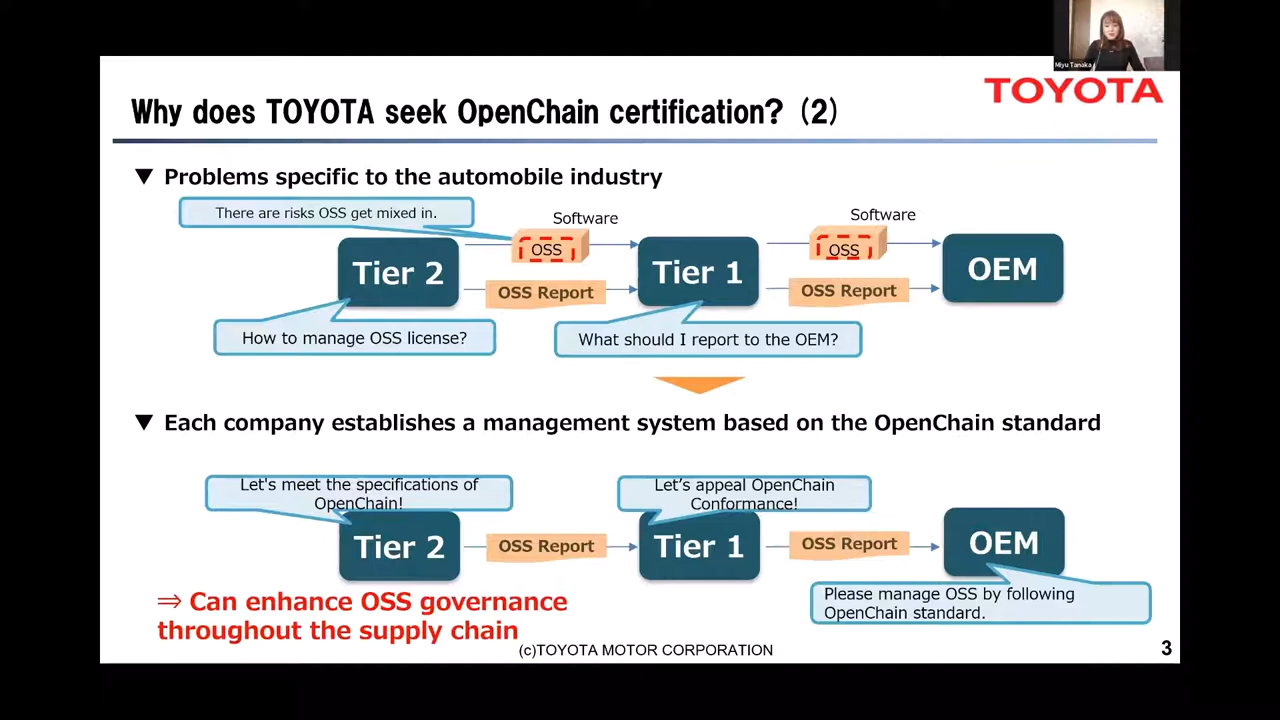 Miyu Tanaka
TOYOTA
Why does TOYOTA seek OpenChain certification? (2)
▼ Problems specific to the automobile industry
There are risks OSS get mixed in.
Software
Software
OSS
OSS
Tier 2
Tier 1
OEM
OSS Report
OSS Report
How to manage OSS license?
What should I report to the OEM?
▼ Each company establishes a management system based on the OpenChain standard
Let's meet the specifications of
OpenChain!
Let’s appeal OpenChain
Conformance!
Tier 2
OSS Report
Tier 1
OSS Report
OEM
Please manage OSS by following
OpenChain standard.
⇒ Can enhance OSS governance
throughout the supply chain
(c)TOYOTA MOTOR CORPORATION
3